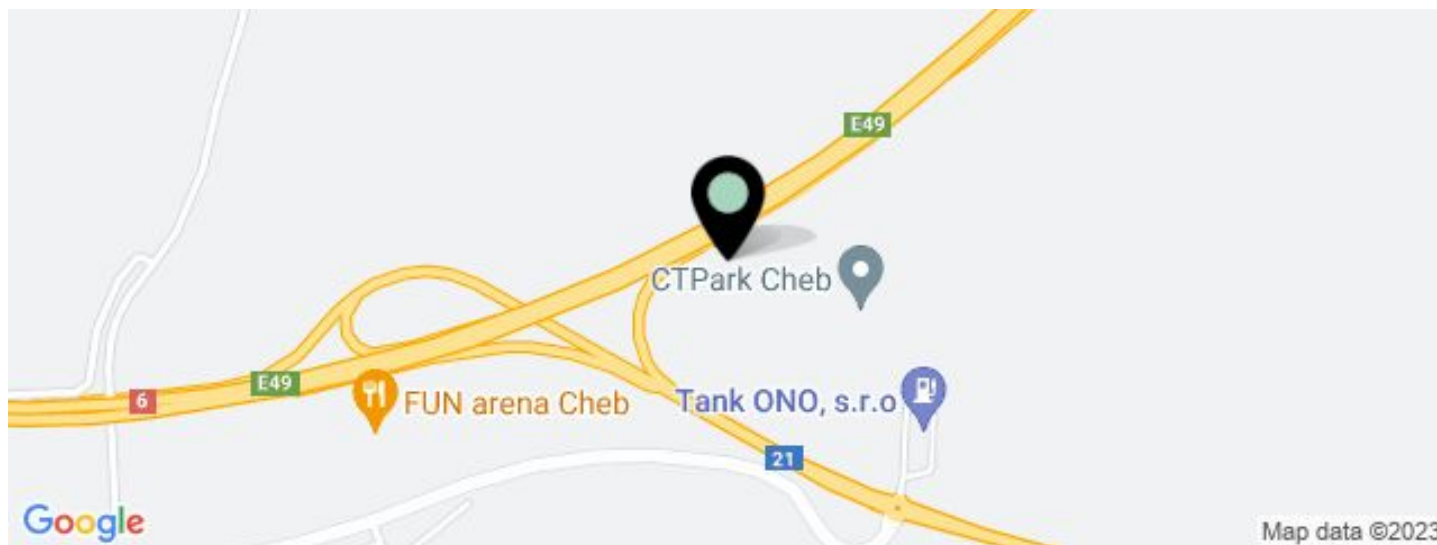 E49
CTPark Cheb
E49
6
FUN arena Cheb
Tank ONO, s.r.o
21
Google
Map data ©2023